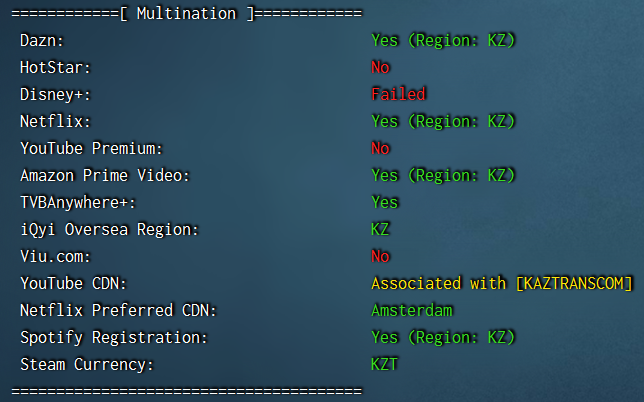 ============[ Multination ]============
Dazn: Yes (Region: KZ)
HotStar: No
Disney+: Failed
Netflix: Yes (Region: KZ)
YouTube Premium: No
Amazon Prime Video: Yes (Region: KZ)
TVBAnywhere+: Yes
iQyi Oversea Region: KZ
Viu.com: No
YouTube CDN: Associated with [KAZTRANSCOM]
Netflix Preferred CDN: Amsterdam
Spotify Registration: Yes (Region: KZ)
Steam Currency: KZT
=======================================